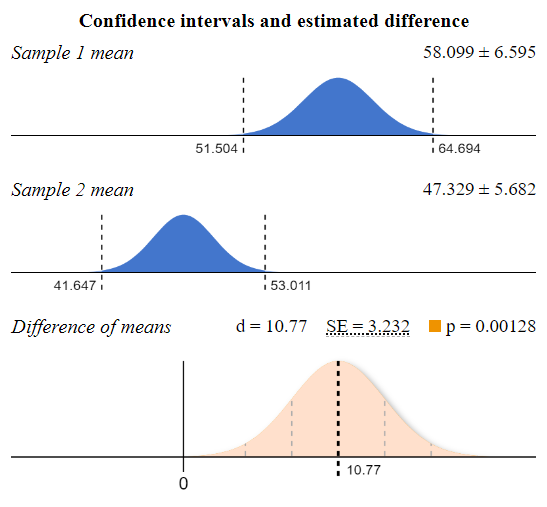 Confidence intervals and estimated difference
Sample 1 mean 58.099 ± 6.595
51.504 64.694
Sample 2 mean 47.329 ± 5.682
41.647 53.011
Difference of means d = 10.77 SE = 3.232 p = 0.00128
10.77
0